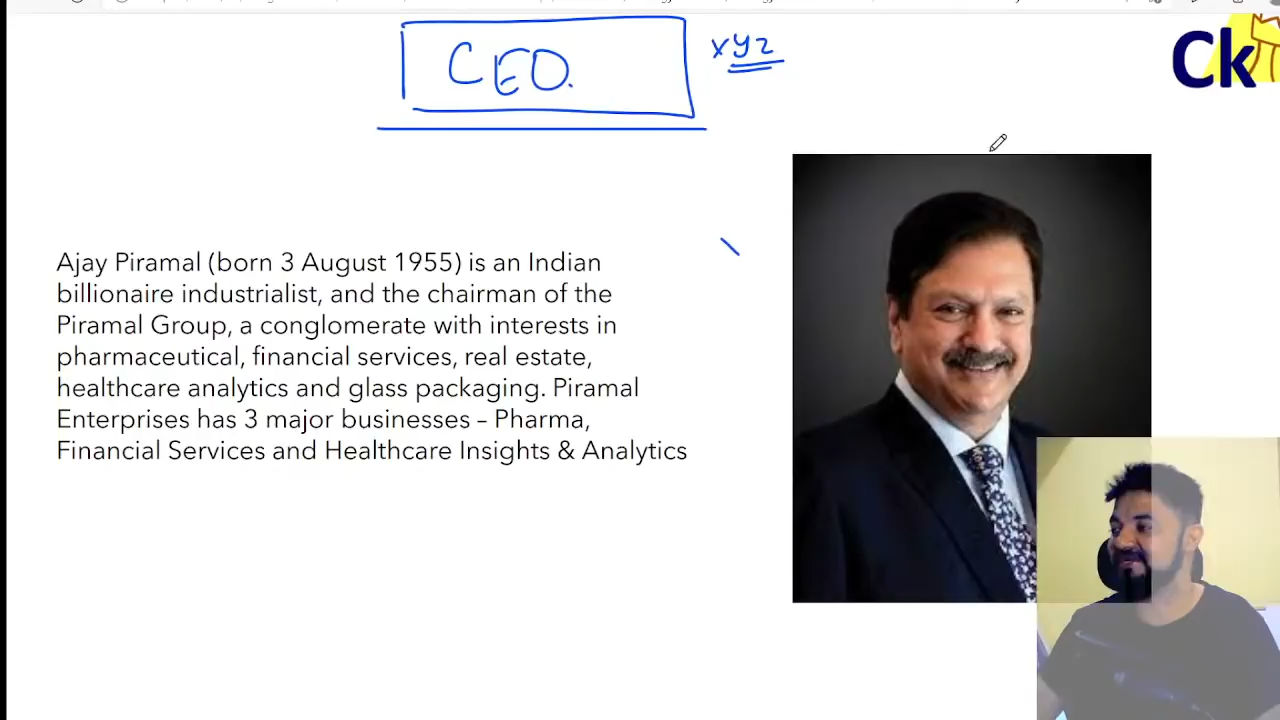 CEO.
xyz
Ck
Ajay Piramal (born 3 August 1955) is an Indian
billionaire industrialist, and the chairman of the
Piramal Group, a conglomerate with interests in
pharmaceutical, financial services, real estate,
healthcare analytics and glass packaging. Piramal
Enterprises has 3 major businesses – Pharma,
Financial Services and Healthcare Insights & Analytics